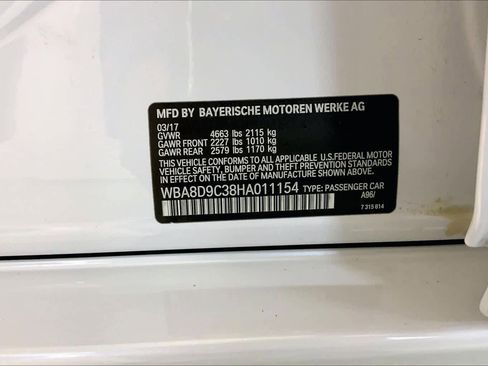 MFD BY BAYERISCHE MOTOREN WERKE AG
03/17
GVWR 4663 lbs 2115 kg
GAWR FRONT 2227 lbs 1010 kg
GAWR REAR 2579 lbs 1170 kg
THIS VEHICLE CONFORMS TO ALL APPLICABLE U.S.FEDERAL MOTOR
VEHICLE SAFETY, BUMPER, AND THEFT PREVENTION STANDARDS
IN EFFECT ON THE DATE OF MANUFACTURE SHOWN ABOVE.
WBA8D9C38HA011154 TYPE: PASSENGER CAR
A96/
7 315 814